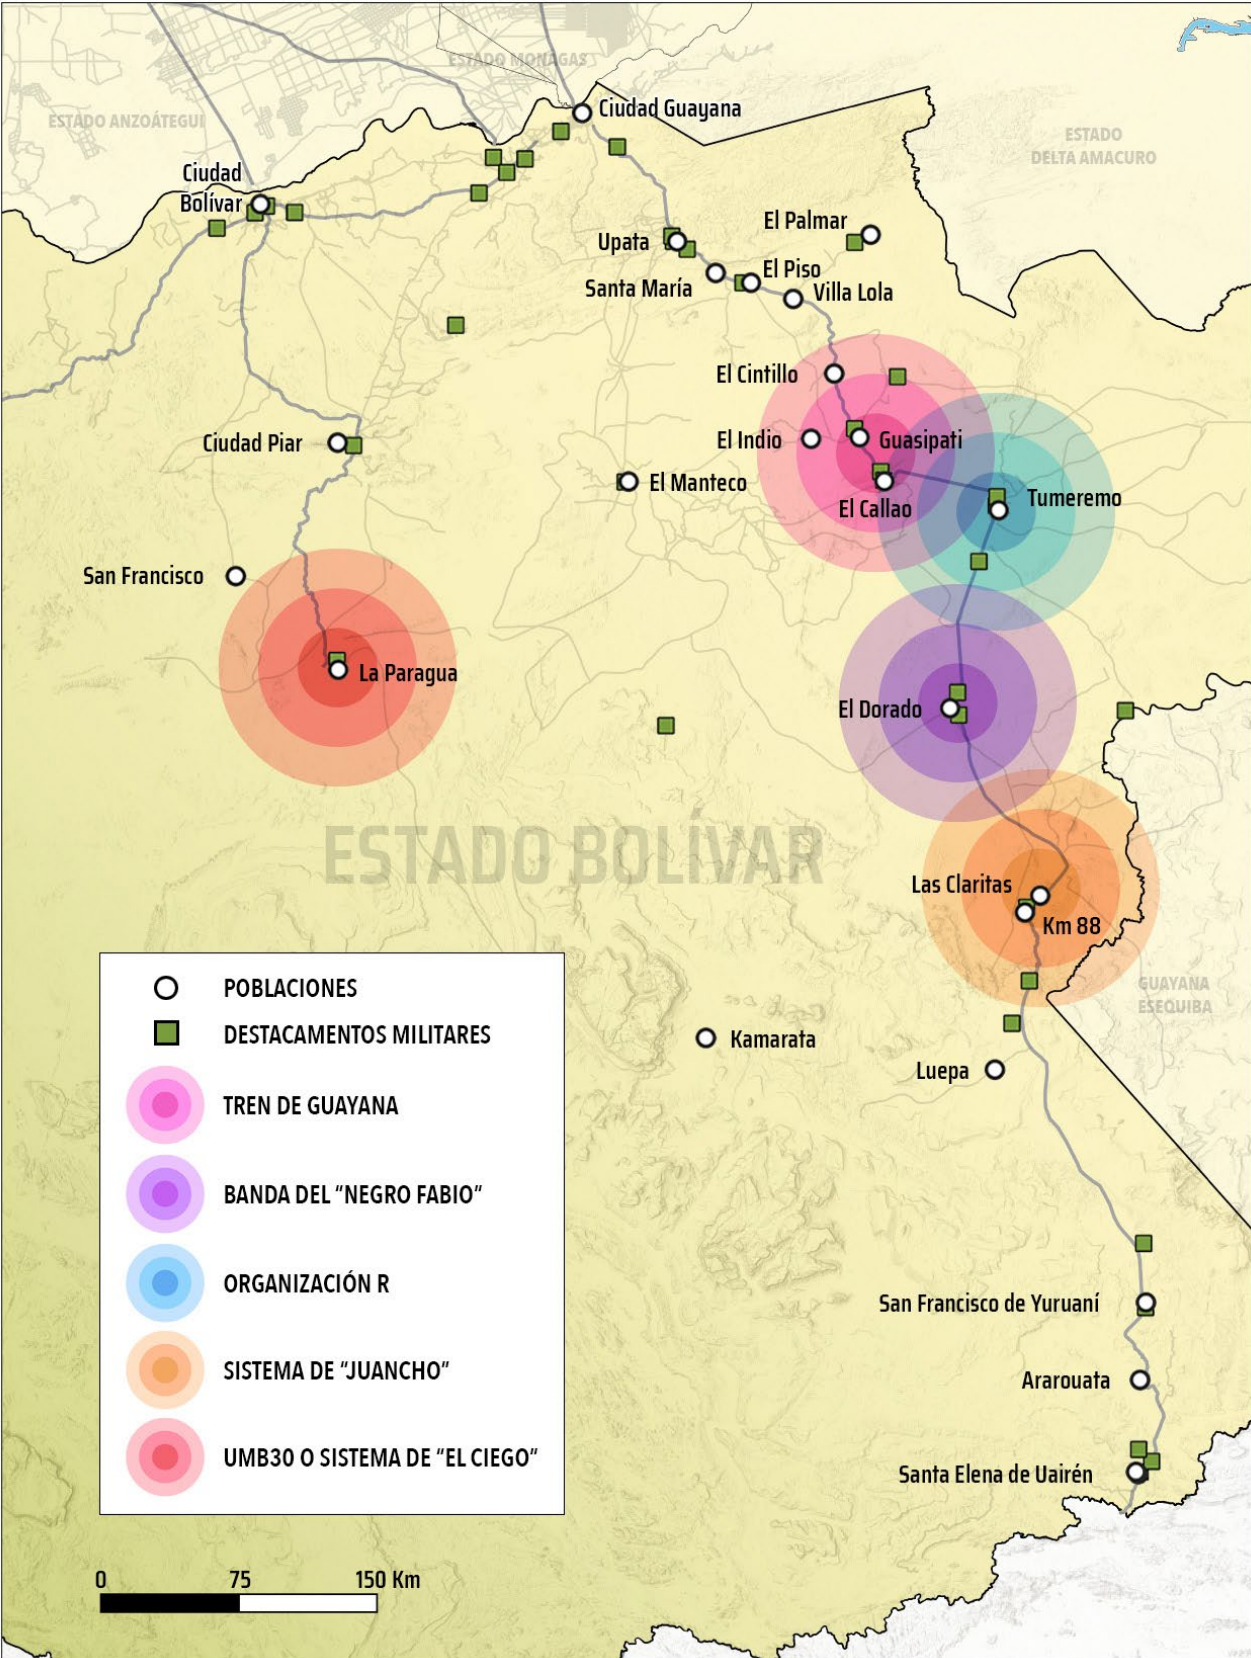 ESTADO MONAGAS
Ciudad Guayana
ESTADO ANZOÁTEGUI
ESTADO
DELTA AMACURO
Ciudad
Bolívar
El Palmar
Upata
El Piso
Santa María
Villa Lola
El Cintillo
El Indio
Guasipati
Ciudad Piar
El Manteco
El Callao
Tumeremo
San Francisco
La Paragua
El Dorado
ESTADO BOLÍVAR
Las Claritas
Km 88
GUAYANA
ESEQUIBA
Kamarata
Luepa
San Francisco de Yuruaní
Ararouata
Santa Elena de Uairén
POBLACIONES
DESTACAMENTOS MILITARES
TREN DE GUAYANA
BANDA DEL “NEGRO FABIO”
ORGANIZACIÓN R
SISTEMA DE “JUANCHO”
UMB30 O SISTEMA DE “EL CIEGO”
0 75 150 Km